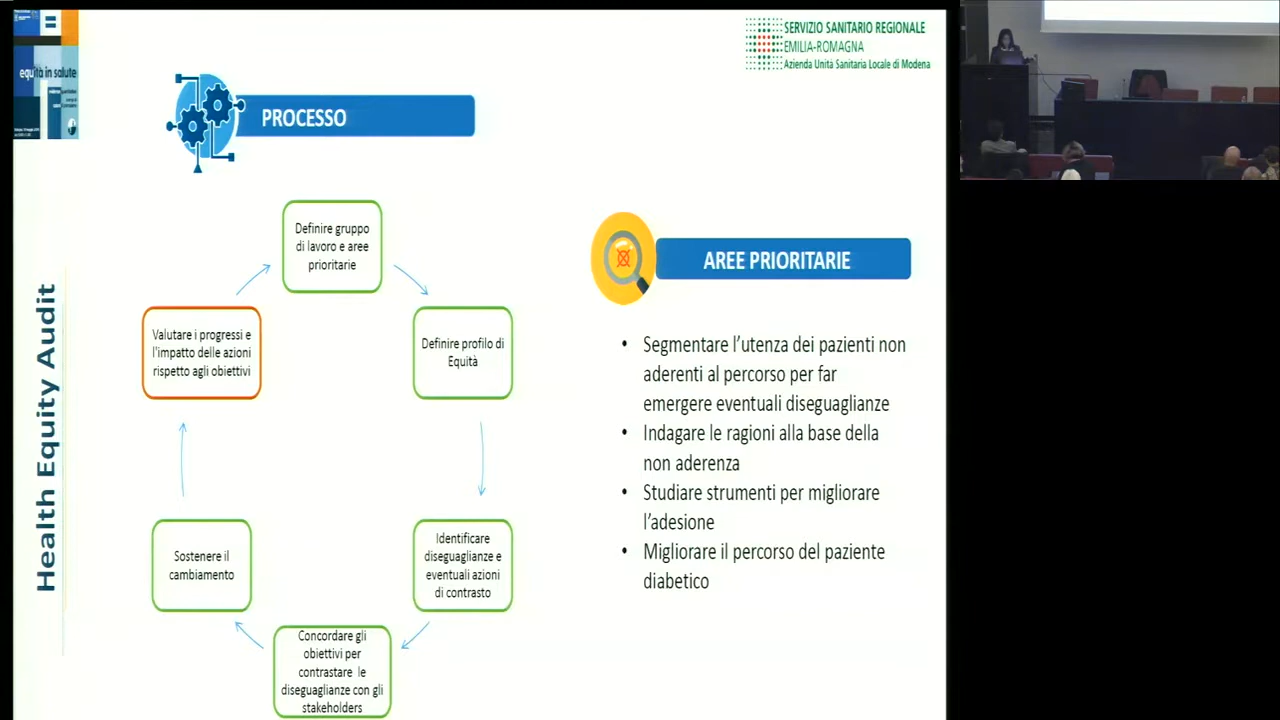 equità in salute
SERVIZIO SANITARIO REGIONALE
EMILIA-ROMAGNA
Azienda Unità Sanitaria Locale di Modena
Health Equity Audit
PROCESSO
Definire gruppo
di lavoro e aree
prioritarie
Definire profilo di
Equità
Identificare
diseguaglianze e
eventuali azioni
di contrasto
Concordare gli
obiettivi per
contrastare le
diseguaglianze con gli
stakeholders
Sostenere il
cambiamento
Valutare i progressi e
l'impatto delle azioni
rispetto agli obiettivi
AREE PRIORITARIE
• Segmentare l'utenza dei pazienti non
aderenti al percorso per far
emergere eventuali diseguaglianze
• Indagare le ragioni alla base della
non aderenza
• Studiare strumenti per migliorare
l'adesione
• Migliorare il percorso del paziente
diabetico